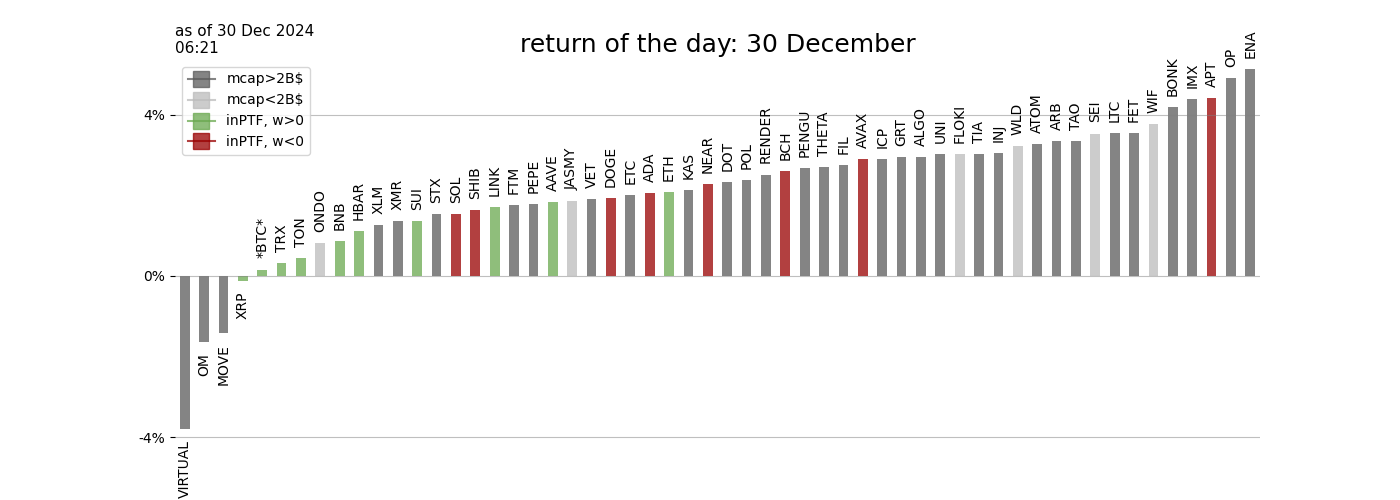 as of 30 Dec 2024
06:21
return of the day: 30 December
mcap>2B$
mcap<2B$
inPTF, w>0
inPTF, w<0
4%
0%
-4%
VIRTUAL
OM
MOVE
XRP
*BTC*
TRX
TON
ONDO
BNB
HBAR
XLM
XMR
SUI
STX
SOL
SHIB
LINK
FTM
PEPE
AAVE
JASMY
VET
DOGE
ETC
ADA
ETH
KAS
NEAR
DOT
POL
RENDER
BCH
PENGU
THETA
FIL
AVAX
ICP
GRT
ALGO
UNI
FLOKI
TIA
INJ
WLD
ATOM
ARB
TAO
SEI
LTC
FET
WIF
BONK
IMX
APT
OP
ENA